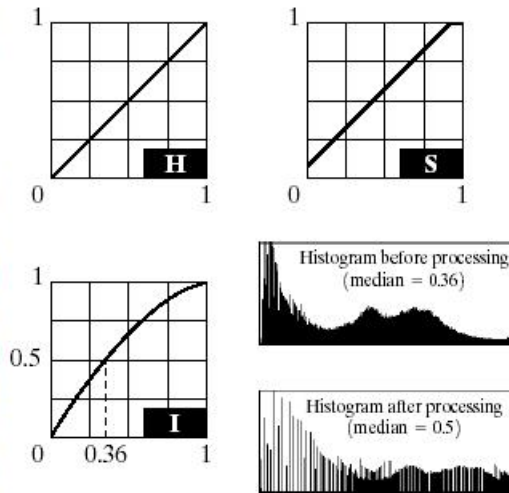 1
H
0
1
1
S
0
1
1
0.5
I
0
0.36
1
Histogram before processing
(median = 0.36)
Histogram after processing
(median = 0.5)